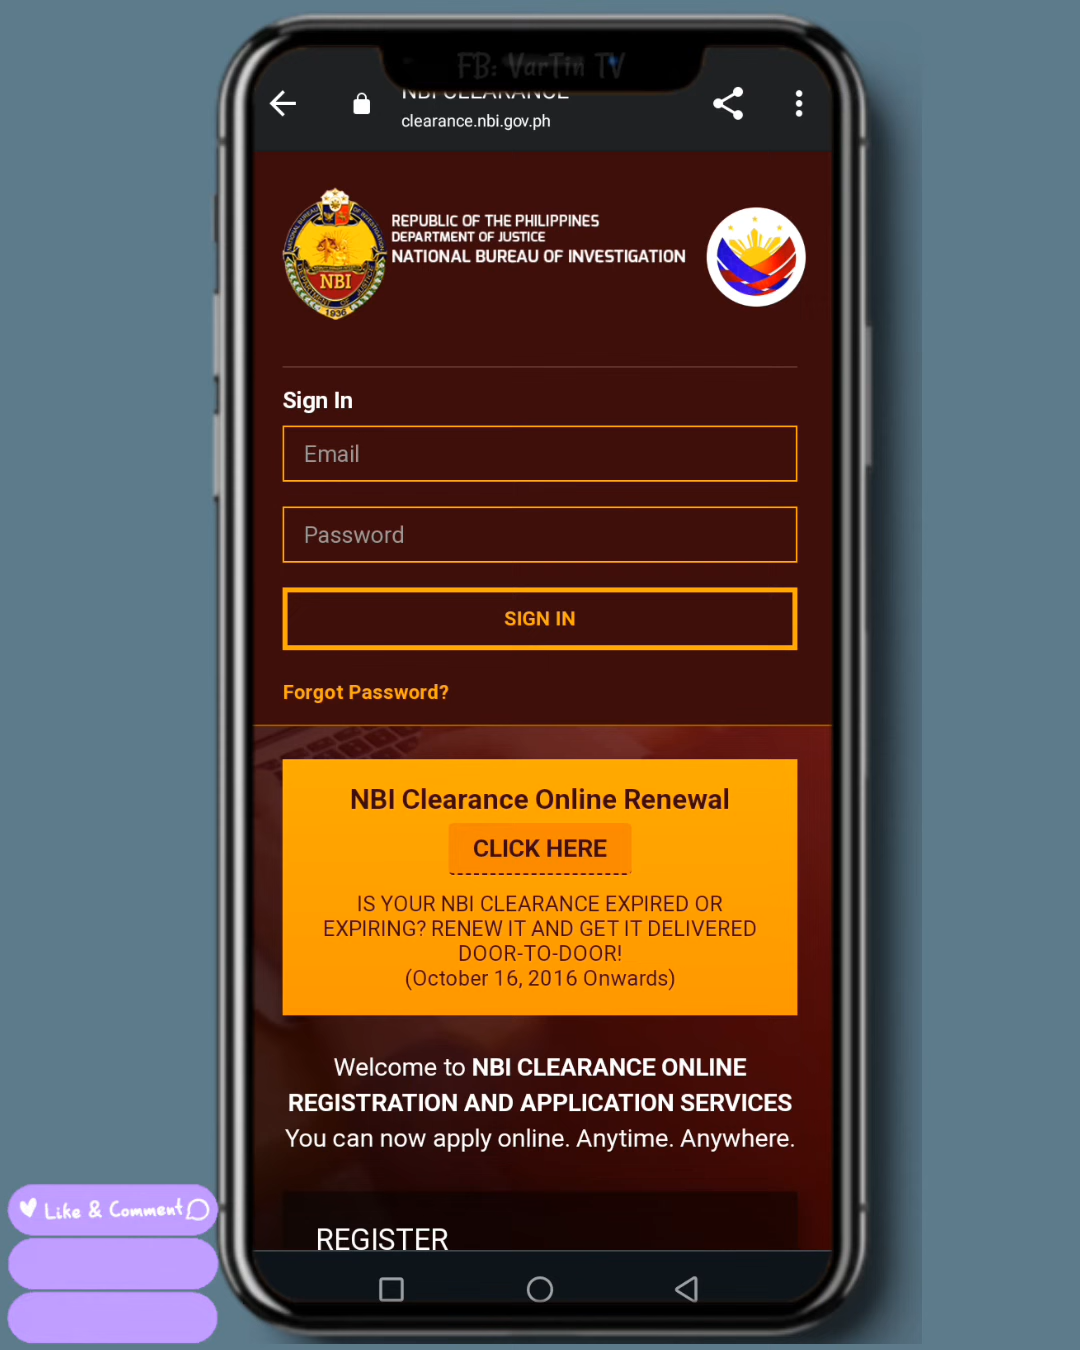 FB: VarTin TV
NBI CLEARANCE
clearance.nbi.gov.ph
REPUBLIC OF THE PHILIPPINES
DEPARTMENT OF JUSTICE
NATIONAL BUREAU OF INVESTIGATION
NBI
1936
Sign In
Email
Password
SIGN IN
Forgot Password?
NBI Clearance Online Renewal
CLICK HERE
IS YOUR NBI CLEARANCE EXPIRED OR
EXPIRING? RENEW IT AND GET IT DELIVERED
DOOR-TO-DOOR!
(October 16, 2016 Onwards)
Welcome to NBI CLEARANCE ONLINE
REGISTRATION AND APPLICATION SERVICES
You can now apply online. Anytime. Anywhere.
REGISTER
Like & Comment